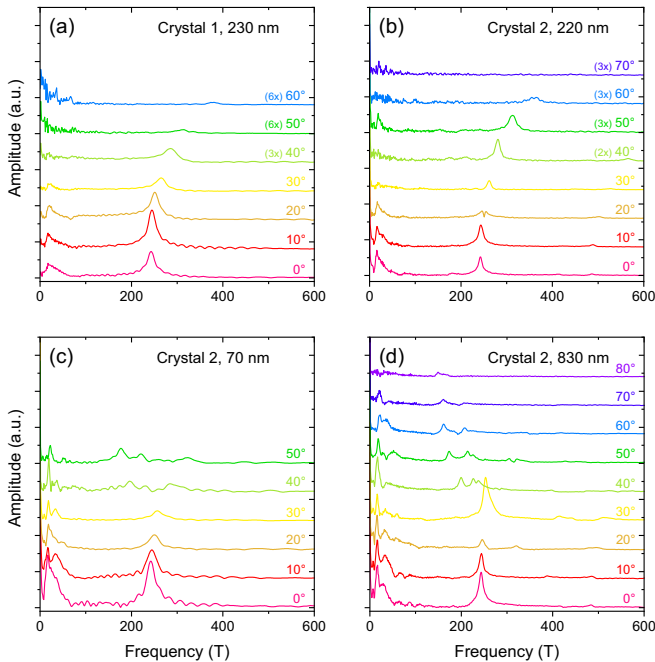 (a) Crystal 1, 230 nm
(6x) 60°
(6x) 50°
(3x) 40°
30°
20°
10°
0°
0 200 400 600
Amplitude (a.u.)
(b) Crystal 2, 220 nm
(3x) 70°
(3x) 60°
(3x) 50°
(2x) 40°
30°
20°
10°
0°
0 200 400 600
(c) Crystal 2, 70 nm
50°
40°
30°
20°
10°
0°
0 200 400 600
Frequency (T)
Amplitude (a.u.)
(d) Crystal 2, 830 nm
80°
70°
60°
50°
40°
30°
20°
10°
0°
0 200 400 600
Frequency (T)